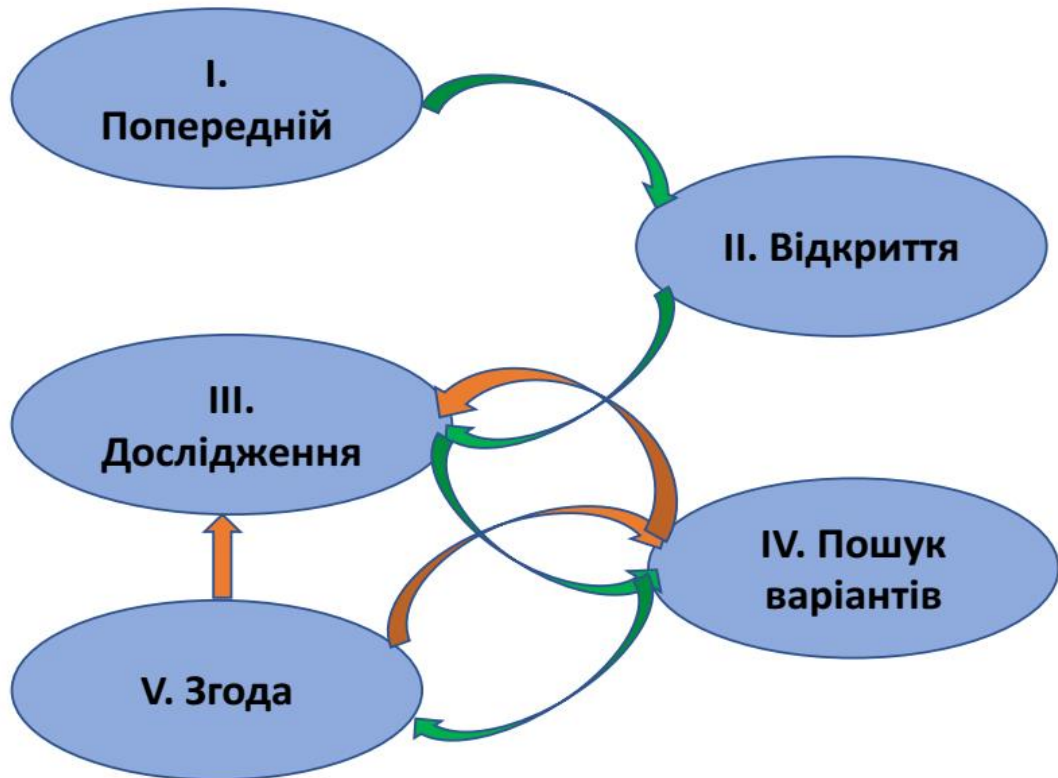 I.
Попередній
II. Відкриття
III.
Дослідження
IV. Пошук
варіантів
V. Згода